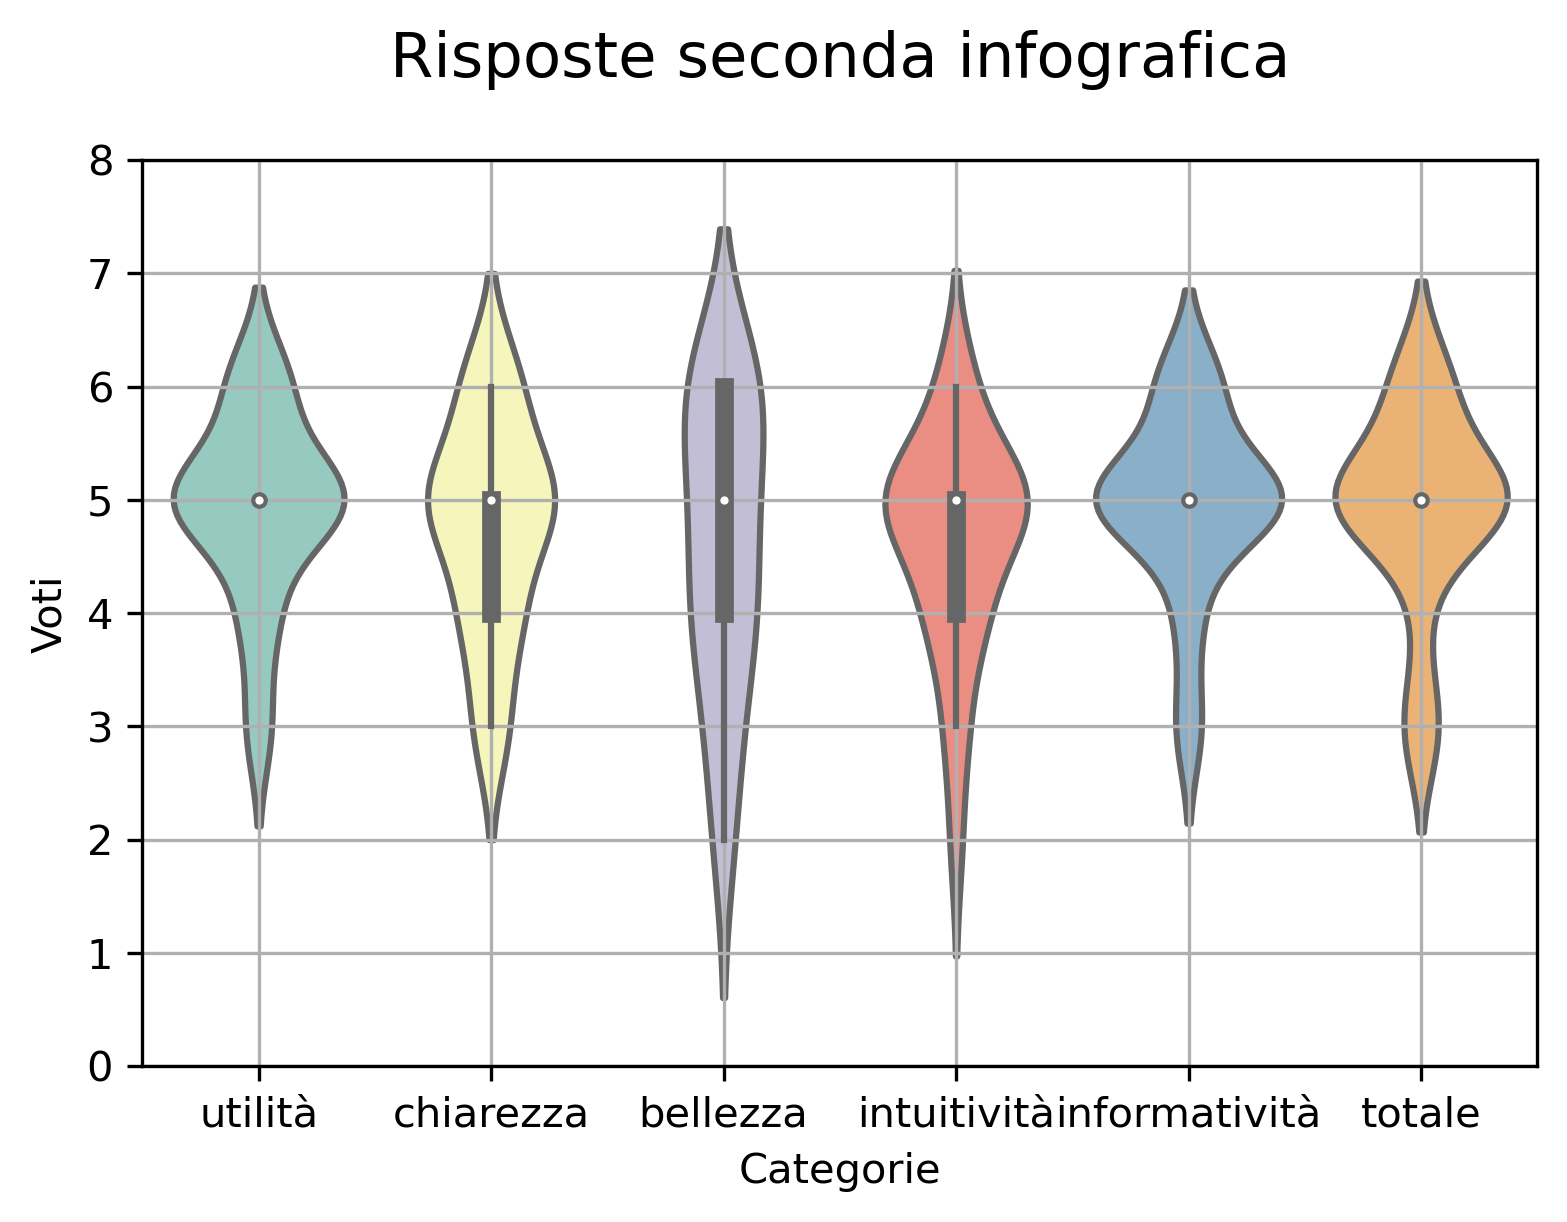 Risposte seconda infografica
8
7
6
5
4
3
2
1
0
Voti
utilità chiarezza bellezza intuitività informatività totale
Categorie